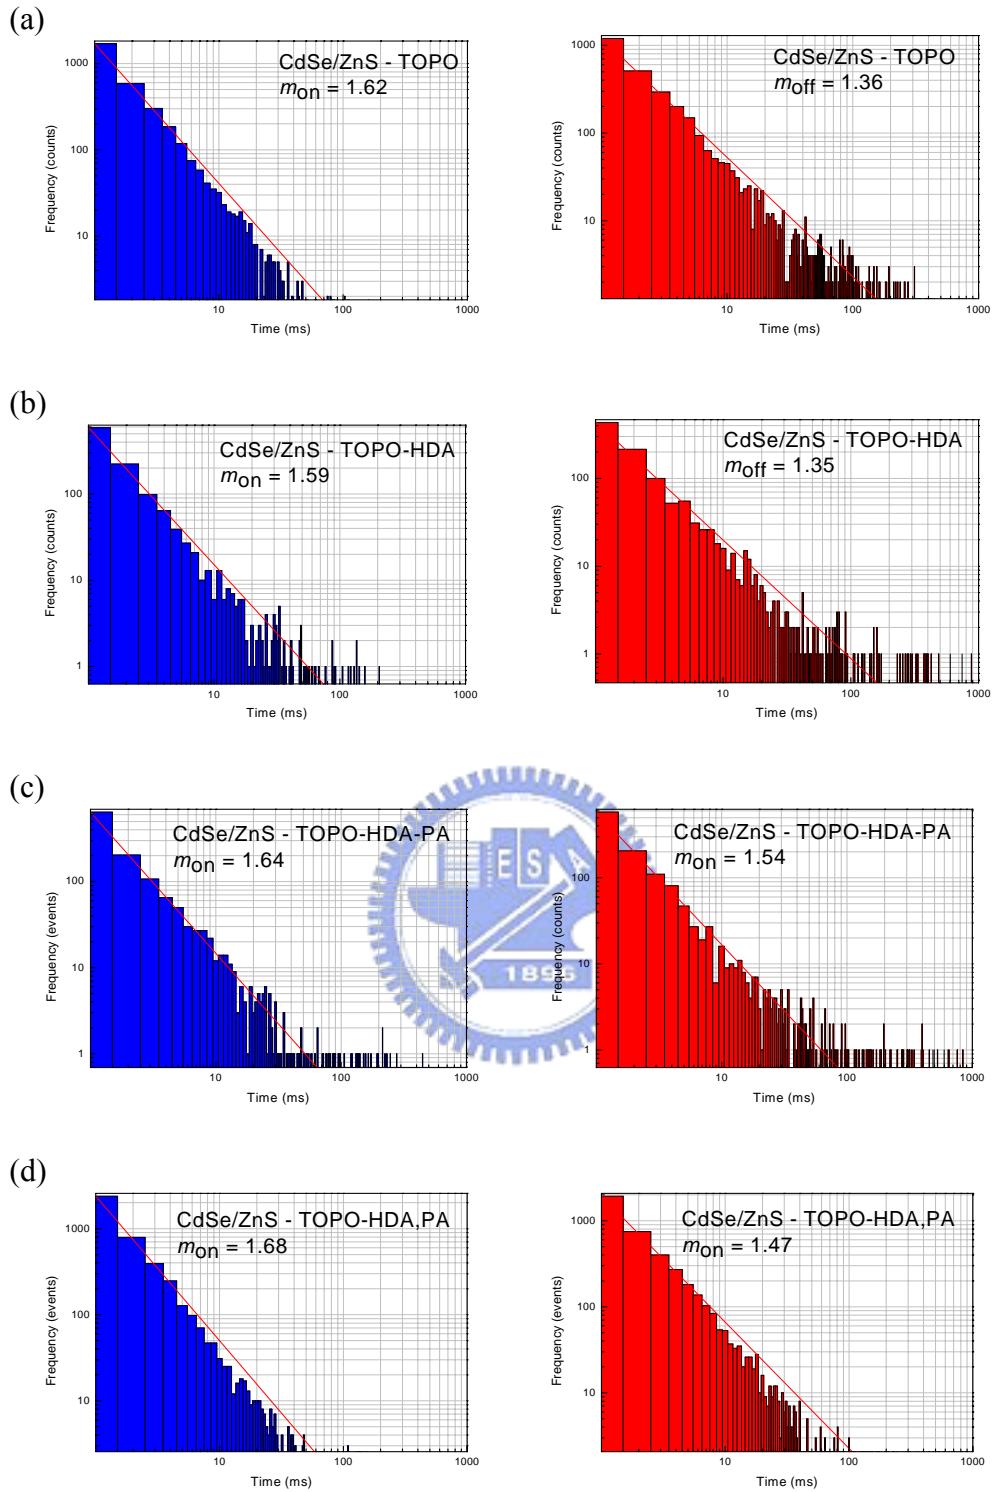 (a)
CdSe/ZnS - TOPO
mon = 1.62
Frequency (counts)
1000
100
10
10
100
1000
Time (ms)
CdSe/ZnS - TOPO
moff = 1.36
Frequency (counts)
1000
100
10
10
100
1000
Time (ms)
(b)
CdSe/ZnS - TOPO-HDA
mon = 1.59
Frequency (counts)
100
10
1
10
100
1000
Time (ms)
CdSe/ZnS - TOPO-HDA
moff = 1.35
Frequency (counts)
100
10
1
10
100
1000
Time (ms)
(c)
CdSe/ZnS - TOPO-HDA-PA
mon = 1.64
Frequency (events)
100
10
1
10
100
1000
Time (ms)
CdSe/ZnS - TOPO-HDA-PA
mon = 1.54
Frequency (counts)
100
10
1
10
100
1000
Time (ms)
ESA
1896
(d)
CdSe/ZnS - TOPO-HDA,PA
mon = 1.68
Frequency (events)
1000
100
10
10
100
1000
Time (ms)
CdSe/ZnS - TOPO-HDA,PA
mon = 1.47
Frequency (events)
1000
100
10
10
100
1000
Time (ms)